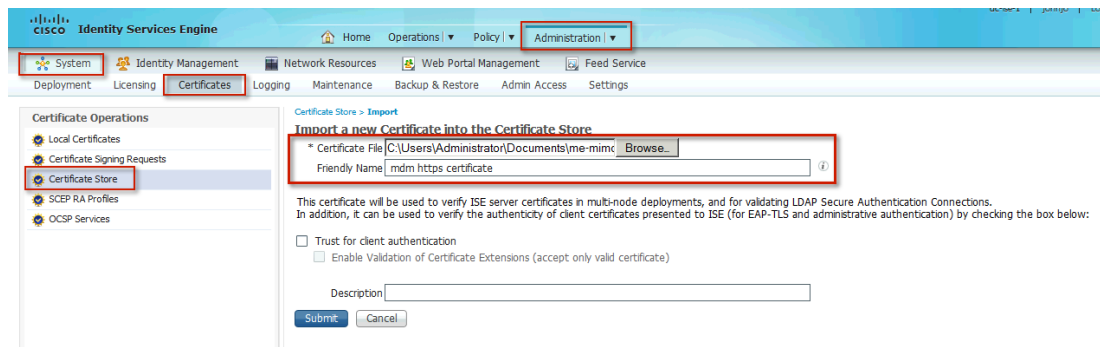 CISCO Identity Services Engine
Home Operations | ▼ Policy | ▼ Administration | ▼
System Identity Management Network Resources Web Portal Management Feed Service
Deployment Licensing Certificates Logging Maintenance Backup & Restore Admin Access Settings
Certificate Operations
Local Certificates
Certificate Signing Requests
Certificate Store
SCEP RA Profiles
OCSP Services
Certificate Store > Import
Import a new Certificate into the Certificate Store
* Certificate File C:\Users\Administrator\Documents\me-mimo Browse...
Friendly Name mdm https certificate
This certificate will be used to verify ISE server certificates in multi-node deployments, and for validating LDAP Secure Authentication Connections.
In addition, it can be used to verify the authenticity of client certificates presented to ISE (for EAP-TLS and administrative authentication) by checking the box below:
Trust for client authentication
Enable Validation of Certificate Extensions (accept only valid certificate)
Description
Submit Cancel